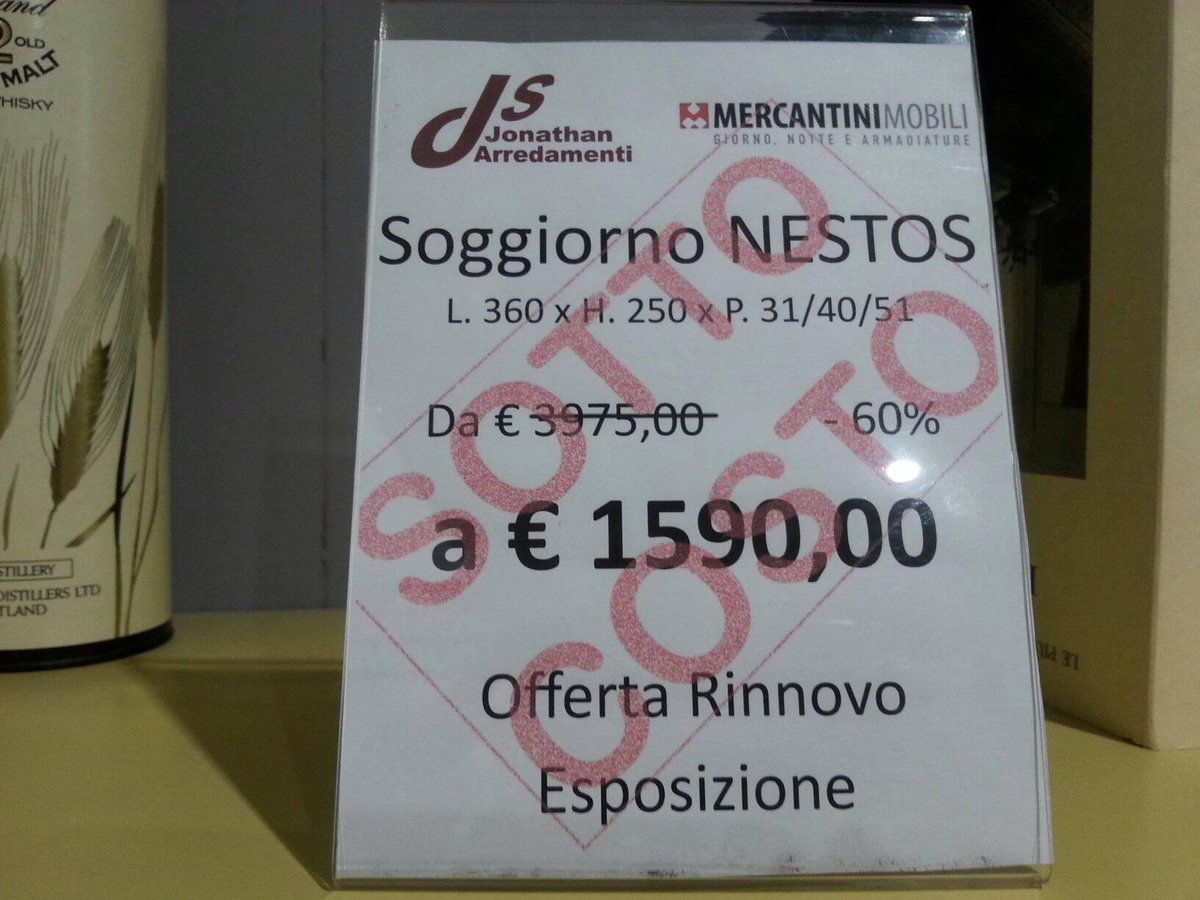 and
OLD
MALT
HISKY
STILLERY
DISTILLERS LTD
TLAND
JS
Jonathan
Arredamenti
MERCANTINIMOBILI
GIORNO, NOTTE E ARMADIATURE
Soggiorno NESTOS
L. 360 x H. 250 x P. 31/40/51
Da € 3975,00 - 60%
a € 1590,00
Offerta Rinnovo
Esposizione
SOTTO
COSTO